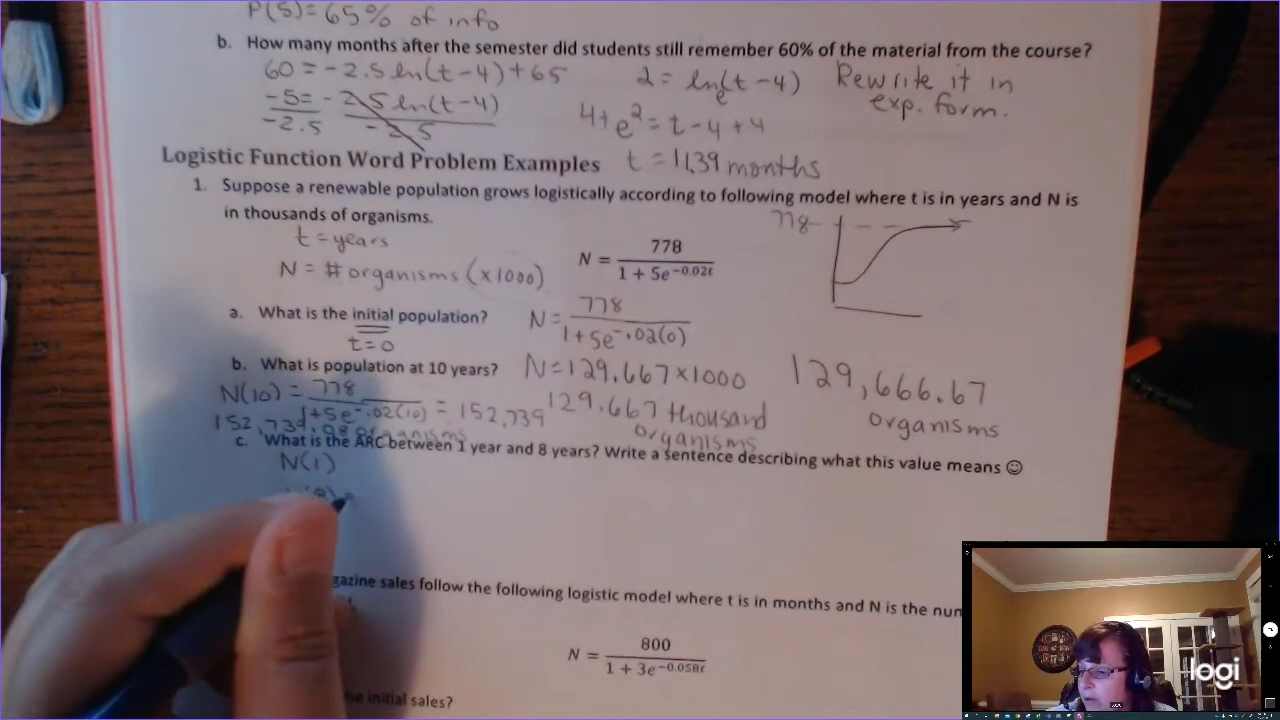 P(5) = 65% of info
b. How many months after the semester did students still remember 60% of the material from the course?
60 = -2.5 ln(t-4) + 65
2 = ln(t-4)
e
Rewrite it in
exp. form.
-5 = -2.5 ln(t-4)
-2.5 -2.5
4 + e² = t - 4 + 4
Logistic Function Word Problem Examples
t = 11.39 months
1. Suppose a renewable population grows logistically according to following model where t is in years and N is
in thousands of organisms.
t = years
N = # organisms (x1000)
N = 778 / 1 + 5e^-0.02t
778
a. What is the initial population?
t = 0
N = 778 / 1+5e^-.02(0)
b. What is population at 10 years?
N = 129.667 x 1000
129,666.67
organisms
N(10) = 778 / 1+5e^-.02(10) = 152.739
129.667 thousand
organisms
152,739.08 organisms
c. What is the ARC between 1 year and 8 years? Write a sentence describing what this value means ☺
N(1)
gazine sales follow the following logistic model where t is in months and N is the num
N = 800 / 1 + 3e^-0.058t
initial sales?
logi